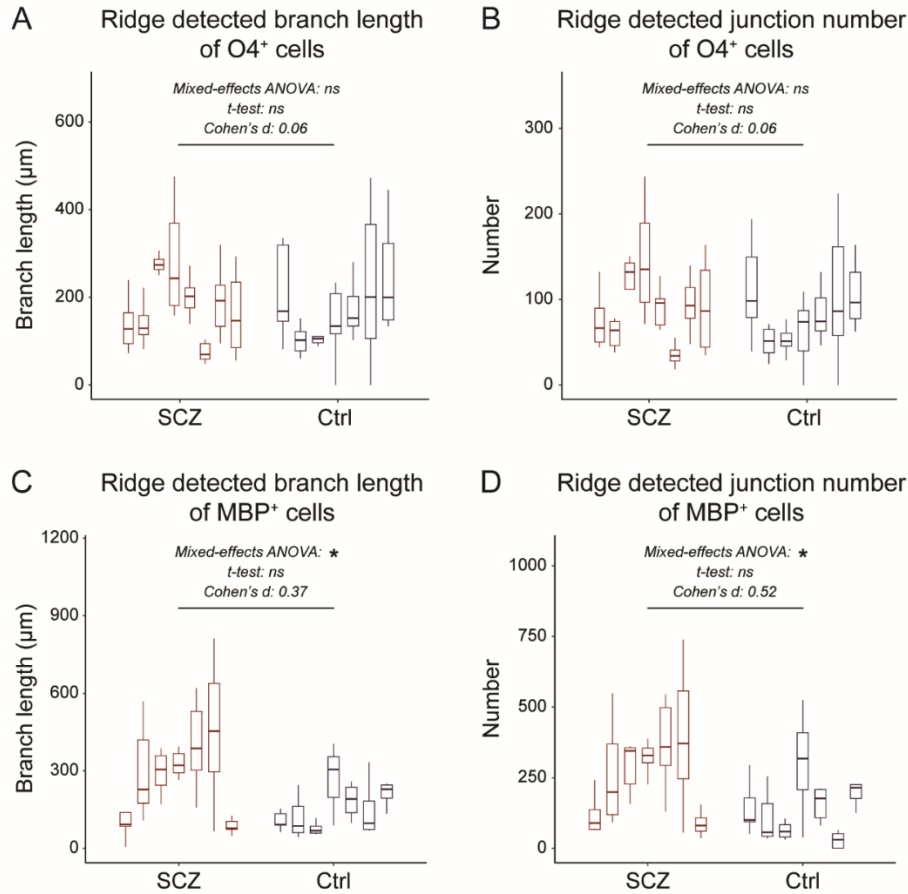 A
Ridge detected branch length
of O4⁺ cells
Mixed-effects ANOVA: ns
t-test: ns
Cohen's d: 0.06
Branch length (µm)
600
400
200
0
SCZ
Ctrl
B
Ridge detected junction number
of O4⁺ cells
Mixed-effects ANOVA: ns
t-test: ns
Cohen's d: 0.06
Number
300
200
100
0
SCZ
Ctrl
C
Ridge detected branch length
of MBP⁺ cells
Mixed-effects ANOVA: *
t-test: ns
Cohen's d: 0.37
Branch length (µm)
1200
900
600
300
0
SCZ
Ctrl
D
Ridge detected junction number
of MBP⁺ cells
Mixed-effects ANOVA: *
t-test: ns
Cohen's d: 0.52
Number
1000
750
500
250
0
SCZ
Ctrl